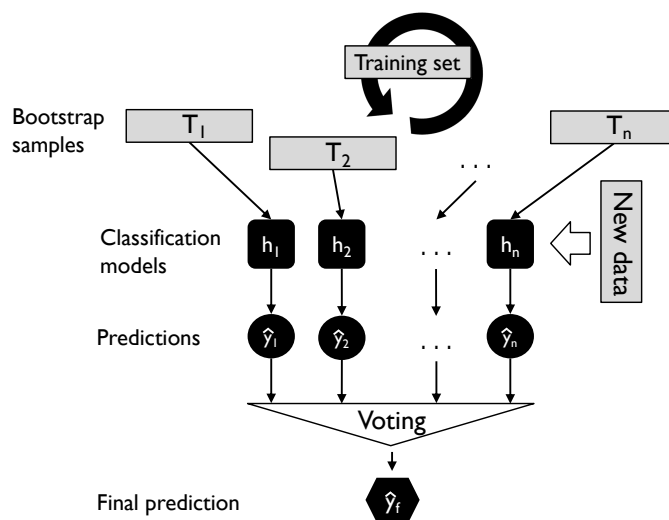 Training set
Bootstrap
samples
T₁
T₂
. . .
Tₙ
Classification
models
h₁
h₂
. . .
hₙ
New data
Predictions
ŷ₁
ŷ₂
. . .
ŷₙ
Voting
Final prediction
ŷf